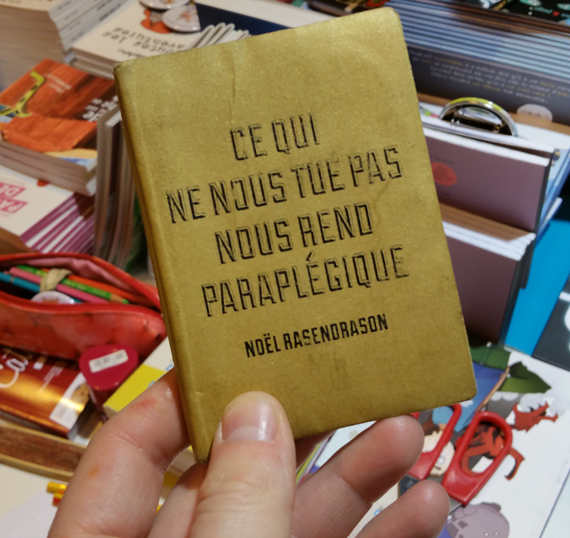 CE QUI
NE NOUS TUE PAS
NOUS REND
PARAPLÉGIQUE
NOËL RASENDRASON